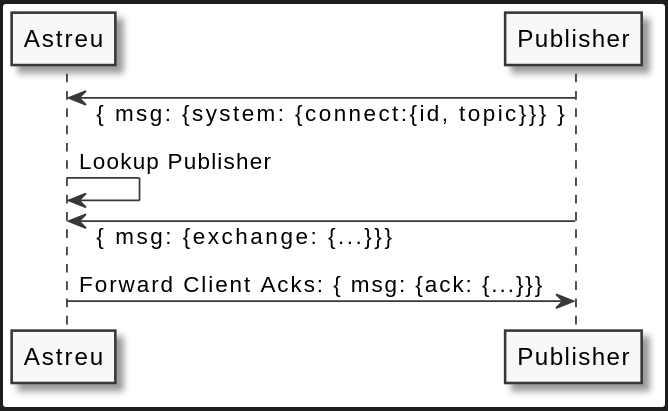 Astreu Publisher
{ msg: {system: {connect:{id, topic}}} }
Lookup Publisher
{ msg: {exchange: {...}}}
Forward Client Acks: { msg: {ack: {...}}}
Astreu Publisher